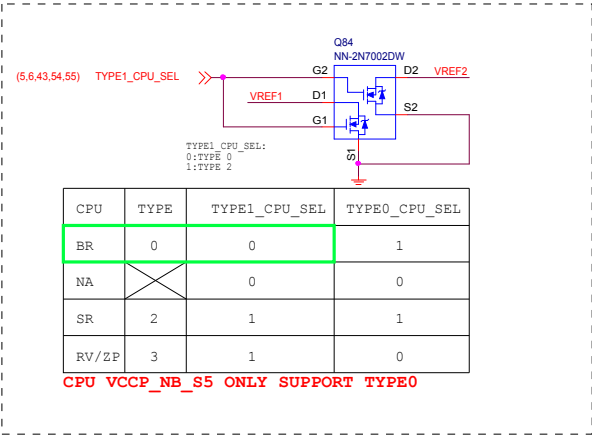 Q84
NN-2N7002DW
(5,6,43,54,55) TYPE1_CPU_SEL G2 D2 VREF2
VREF1 D1
S2
G1
TYPE1_CPU_SEL:
0:TYPE 0
1:TYPE 2
S1
CPU TYPE TYPE1_CPU_SEL TYPE0_CPU_SEL
BR 0 0 1
NA 0 0
SR 2 1 1
RV/ZP 3 1 0
CPU VCCP_NB_S5 ONLY SUPPORT TYPE0